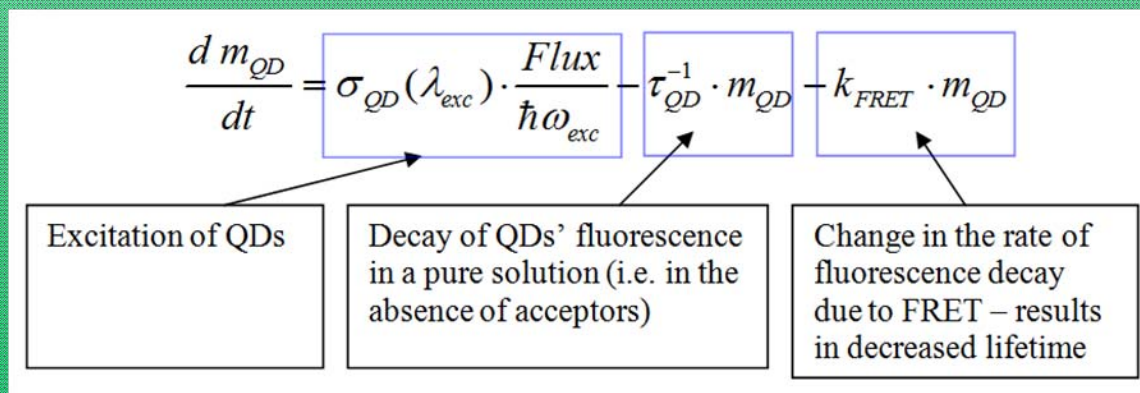 d m_QD / dt = σ_QD (λ_exc) · Flux / ħω_exc − τ_QD^−1 · m_QD − k_FRET · m_QD
Excitation of QDs
Decay of QDs’ fluorescence
in a pure solution (i.e. in the
absence of acceptors)
Change in the rate of
fluorescence decay
due to FRET – results
in decreased lifetime